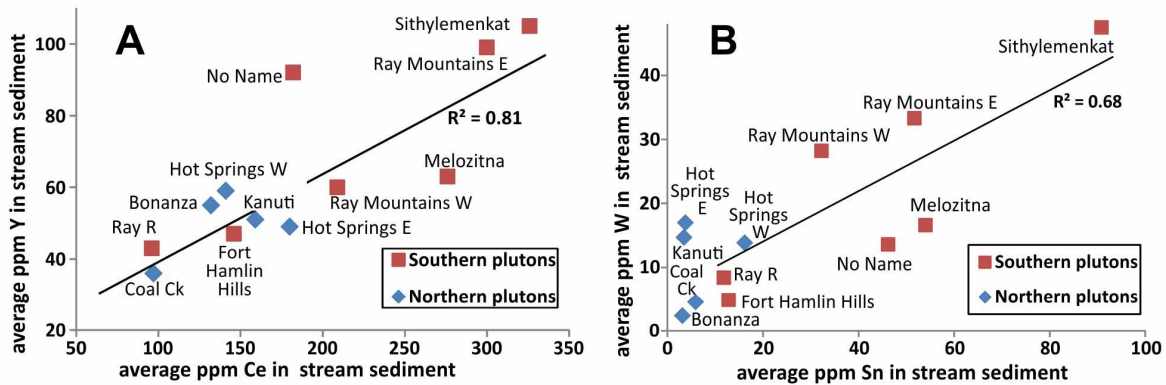 A
average ppm Y in stream sediment
100
80
60
40
20
Sithylemenkat
Ray Mountains E
No Name
R² = 0.81
Melozitna
Hot Springs W
Bonanza
Kanuti
Ray Mountains W
Hot Springs E
Ray R
Fort
Hamlin
Hills
Coal Ck
Southern plutons
Northern plutons
50
100
150
200
250
300
350
average ppm Ce in stream sediment
B
average ppm W in stream sediment
40
30
20
10
0
Sithylemenkat
Ray Mountains E
R² = 0.68
Ray Mountains W
Hot
Springs
E
Hot
Springs
W
Melozitna
Kanuti
No Name
Coal
Ck
Ray R
Fort Hamlin Hills
Bonanza
Southern plutons
Northern plutons
0
20
40
60
80
100
average ppm Sn in stream sediment